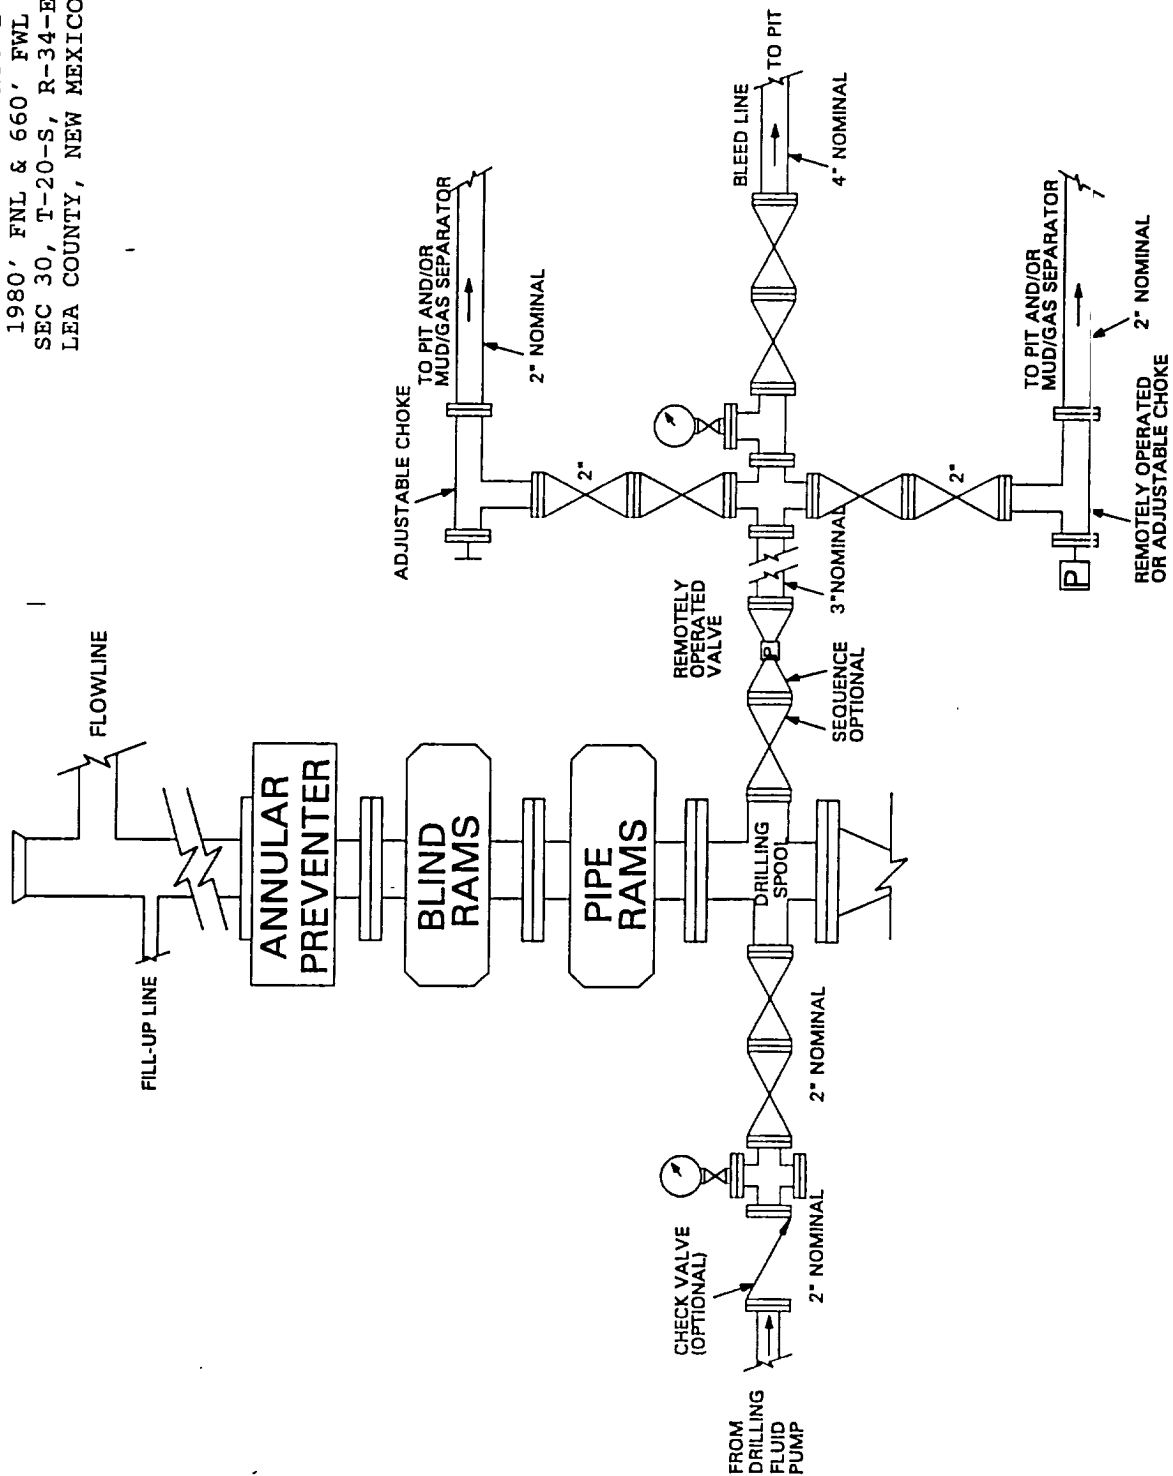 1980' FNL & 660' FWL
SEC 30, T-20-S, R-34-E
LEA COUNTY, NEW MEXICO
FLOWLINE
FILL-UP LINE
ANNULAR
PREVENTER
BLIND
RAMS
PIPE
RAMS
DRILLING
SPOOL
ADJUSTABLE CHOKE
TO PIT AND/OR
MUD/GAS SEPARATOR
2" NOMINAL
2"
BLEED LINE
TO PIT
4" NOMINAL
REMOTELY
OPERATED
VALVE
P
3" NOMINAL
SEQUENCE
OPTIONAL
2"
TO PIT AND/OR
MUD/GAS SEPARATOR
2" NOMINAL
P
REMOTELY OPERATED
OR ADJUSTABLE CHOKE
2" NOMINAL
CHECK VALVE
(OPTIONAL)
2" NOMINAL
FROM
DRILLING
FLUID
PUMP